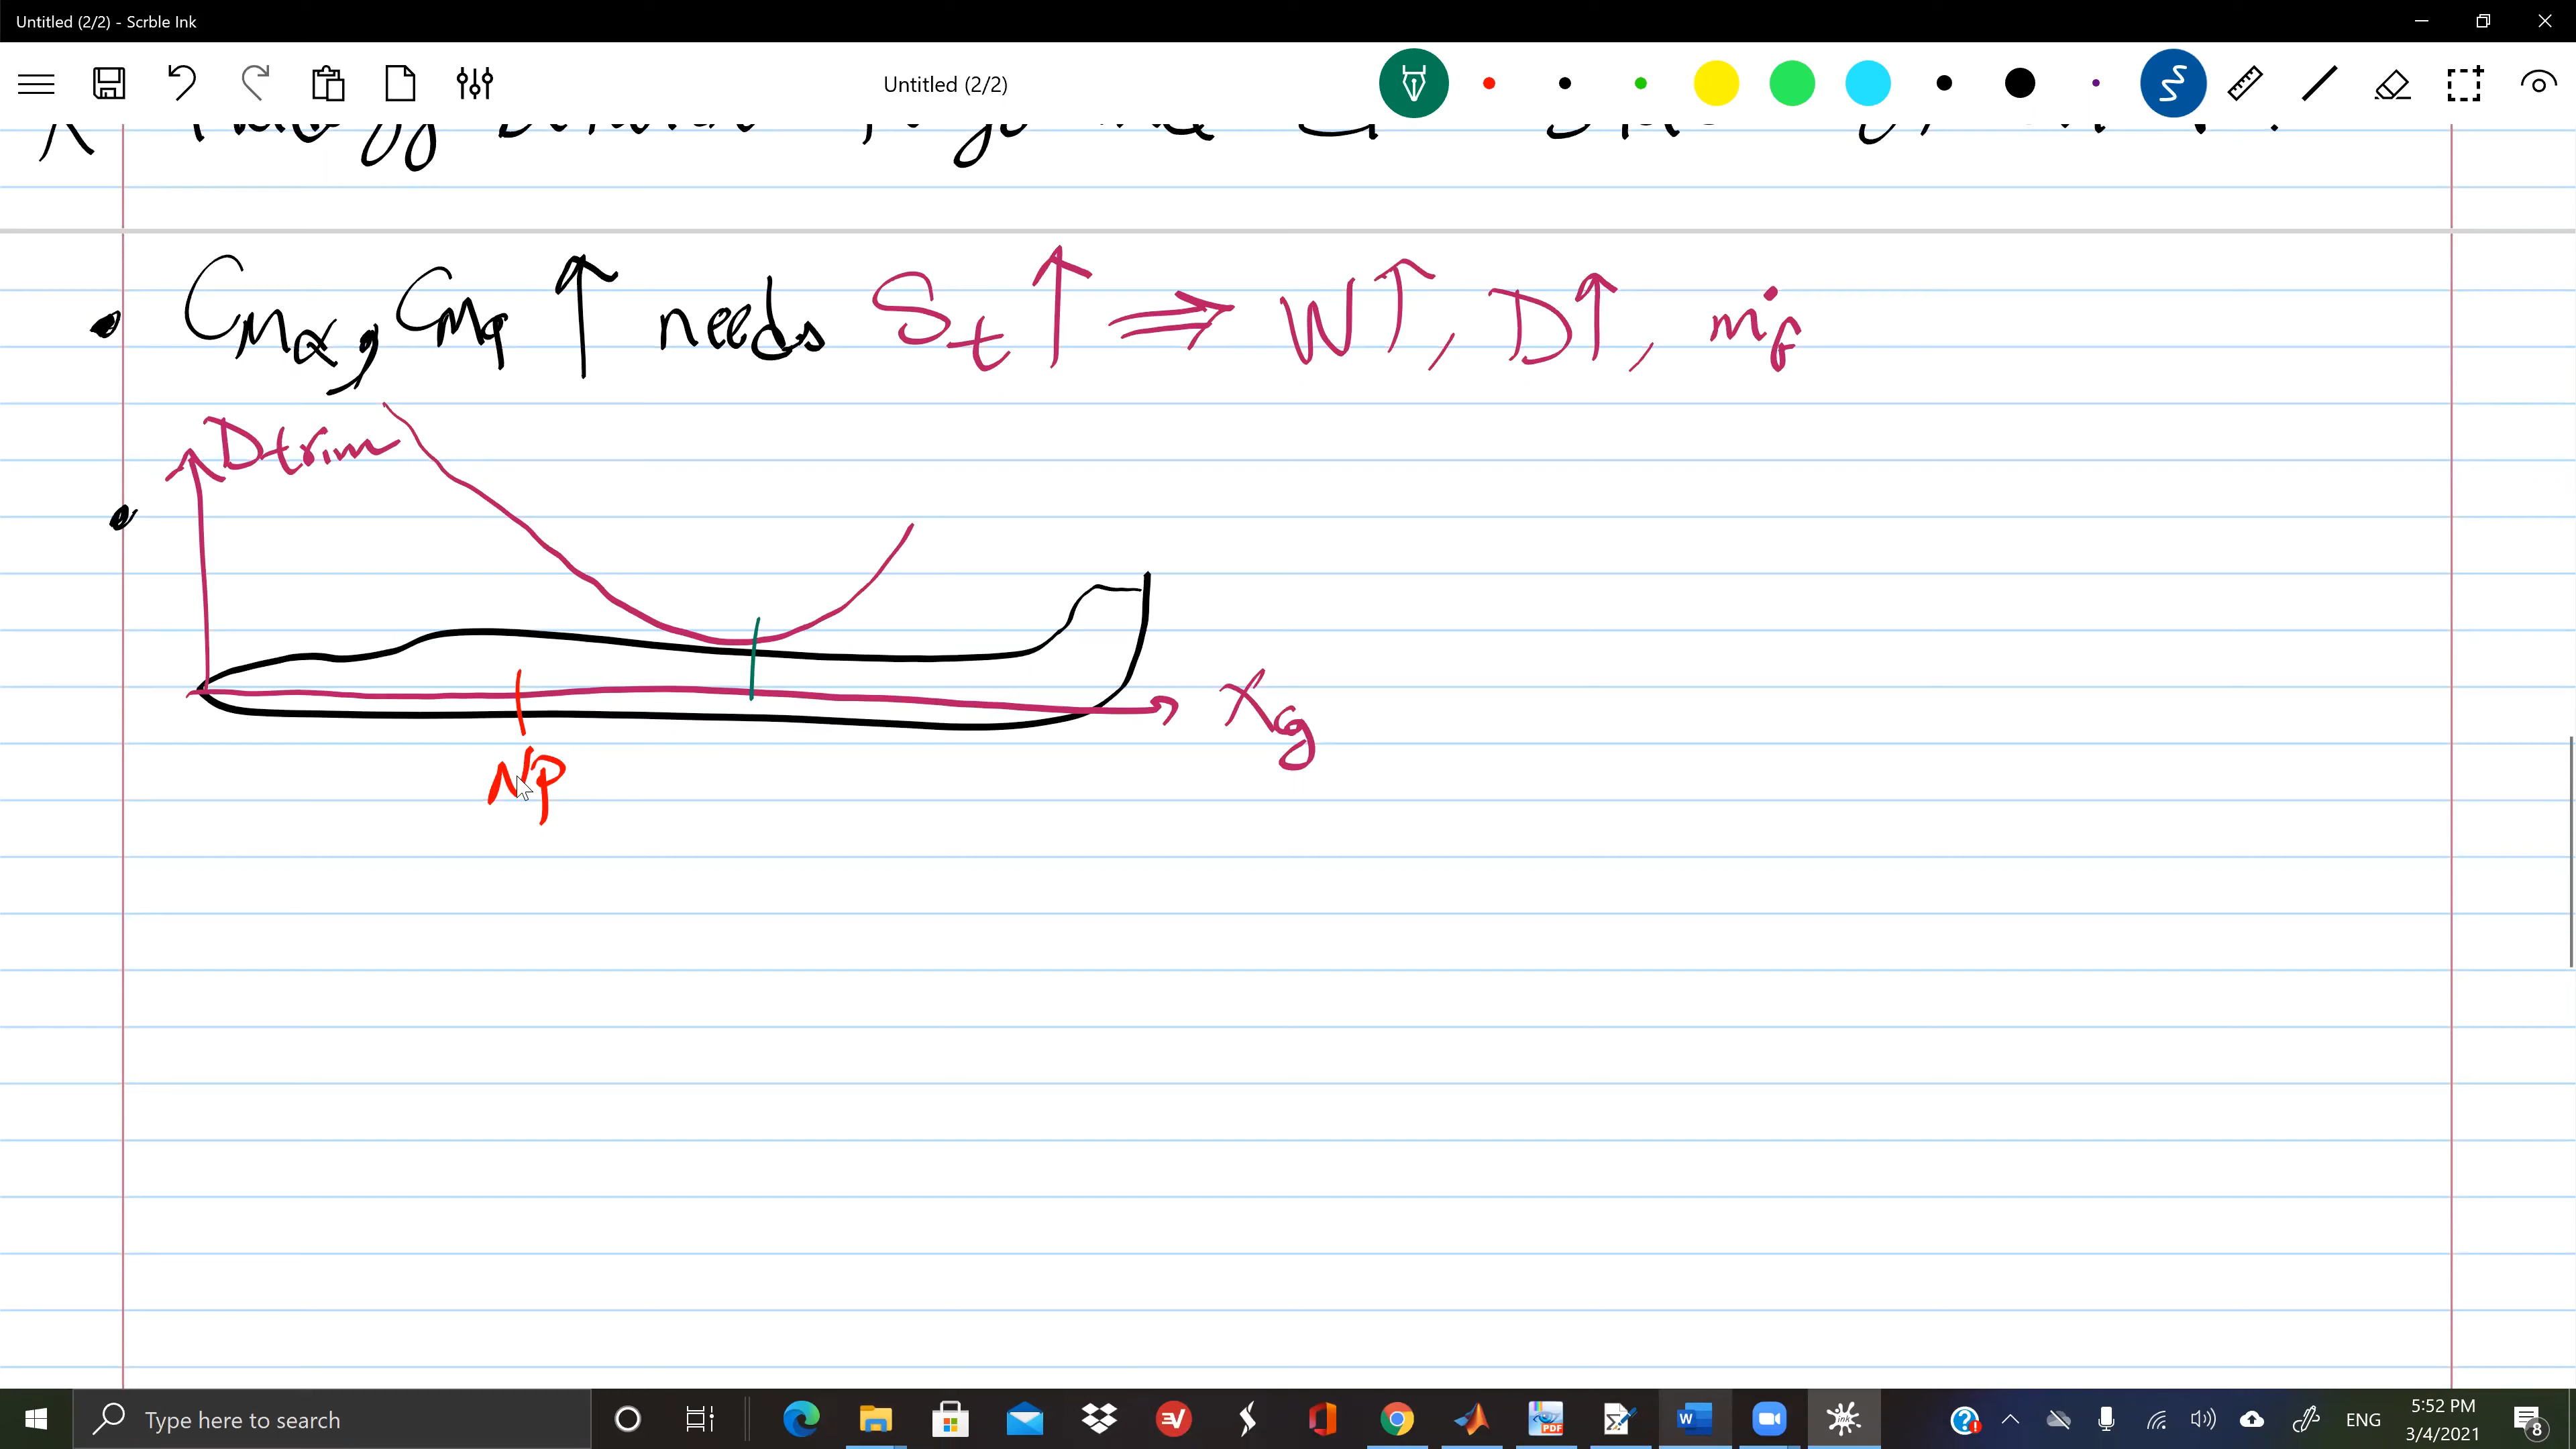 Untitled (2/2) - Scrble Ink
Untitled (2/2)
• CMα, CMq ↑ needs St ↑ ⇒ W↑, D↑, ṁf
Dtrim
•
Xcg
NP
Type here to search
ENG
5:52 PM
3/4/2021
8